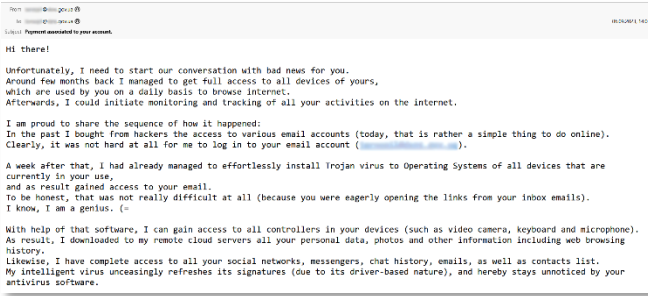 From
Subject Payment associated to your account.
Hi there!
Unfortunately, I need to start our conversation with bad news for you.
Around few months back I managed to get full access to all devices of yours,
which are used by you on a daily basis to browse internet.
Afterwards, I could initiate monitoring and tracking of all your activities on the internet.
I am proud to share the sequence of how it happened:
In the past I bought from hackers the access to various email accounts (today, that is rather a simple thing to do online).
Clearly, it was not hard at all for me to log in to your email account ( ).
A week after that, I had already managed to effortlessly install Trojan virus to Operating Systems of all devices that are
currently in your use,
and as result gained access to your email.
To be honest, that was not really difficult at all (because you were eagerly opening the links from your inbox emails).
I know, I am a genius. (=
With help of that software, I can gain access to all controllers in your devices (such as video camera, keyboard and microphone).
As result, I downloaded to my remote cloud servers all your personal data, photos and other information including web browsing
history.
Likewise, I have complete access to all your social networks, messengers, chat history, emails, as well as contacts list.
My intelligent virus unceasingly refreshes its signatures (due to its driver-based nature), and hereby stays unnoticed by your
antivirus software.